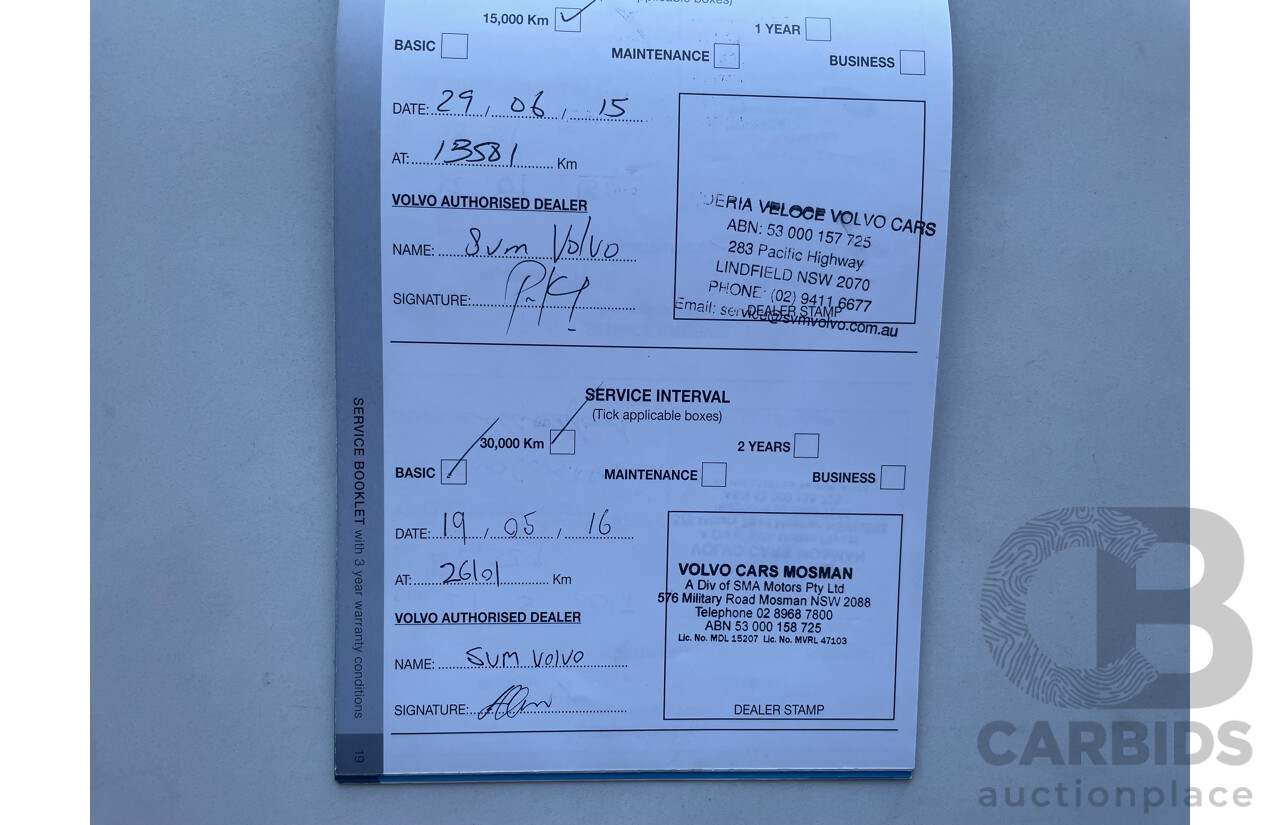 15,000 Km
1 YEAR
BASIC MAINTENANCE BUSINESS
DATE: 29 / 06 / 15
AT: 13581 Km
VOLVO AUTHORISED DEALER
NAME: Svm Volvo
SIGNATURE:
VELOCE VOLVO CARS
ABN: 53 000 157 725
283 Pacific Highway
LINDFIELD NSW 2070
PHONE: (02) 9411 6677
Email: service@svmvolvo.com.au
DEALER STAMP
SERVICE INTERVAL
(Tick applicable boxes)
30,000 Km 2 YEARS
BASIC MAINTENANCE BUSINESS
DATE: 19 / 05 / 16
AT: 26101 Km
VOLVO AUTHORISED DEALER
NAME: SVM VOLVO
SIGNATURE:
VOLVO CARS MOSMAN
A Div of SMA Motors Pty Ltd
576 Military Road Mosman NSW 2088
Telephone 02 8968 7800
ABN 53 000 158 725
Lic. No. MDL 15207 Lic. No. MVRL 47103
DEALER STAMP
SERVICE BOOKLET with 3 year warranty conditions
19
CARBIDS
auctionplace